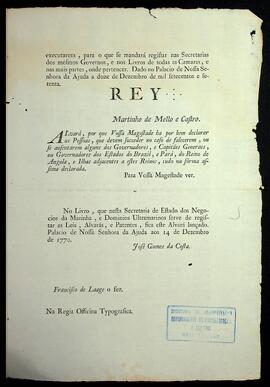 executarem, para o que se mandará registar nas Secretarias
dos mesmos Governos, e nos Livros de todas as Camaras, e
nas mais partes, onde pertencer. Dado no Palacio de Nossa Se-
nhora da Ajuda a doze de Dezembro de mil setecentos e se-
tenta.
REY
Martinho de Mello e Castro.
Alvará, por que Vossa Magestade ha por bem declarar
as Pessoas, que devem succeder no caso de falecerem, ou
se ausentarem alguns dos Governadores, e Capitães Generaes,
ou Governadores dos Estados do Brazil, e Pará, do Reino de
Angola, e Ilhas adjacentes a estes Reinos; tudo na fórma
assima declarada.
Para Vossa Magestade ver.
No Livro, que nesta Secretaria de Estado dos Nego-
cios da Marinha, e Dominios Ultramarinos serve de regis-
tar as Leis, Alvarás, e Patentes, fica este Alvará lançado.
Palacio de Nossa Senhora da Ajuda aos 14 de Dezembro
de 1770.
José Gomes da Costa.
Francisco de Laage o fez.
Na Regia Officina Typografica.